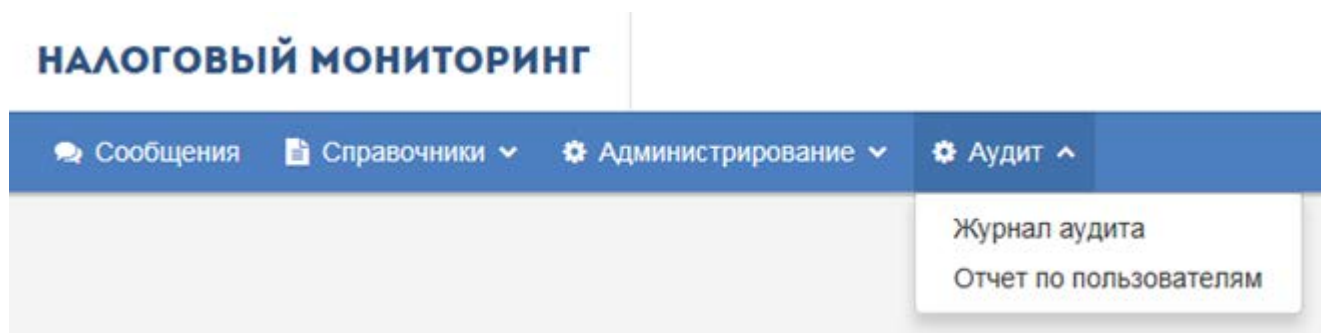 НАЛОГОВЫЙ МОНИТОРИНГ
Сообщения Справочники Администрирование Аудит
Журнал аудита
Отчет по пользователям